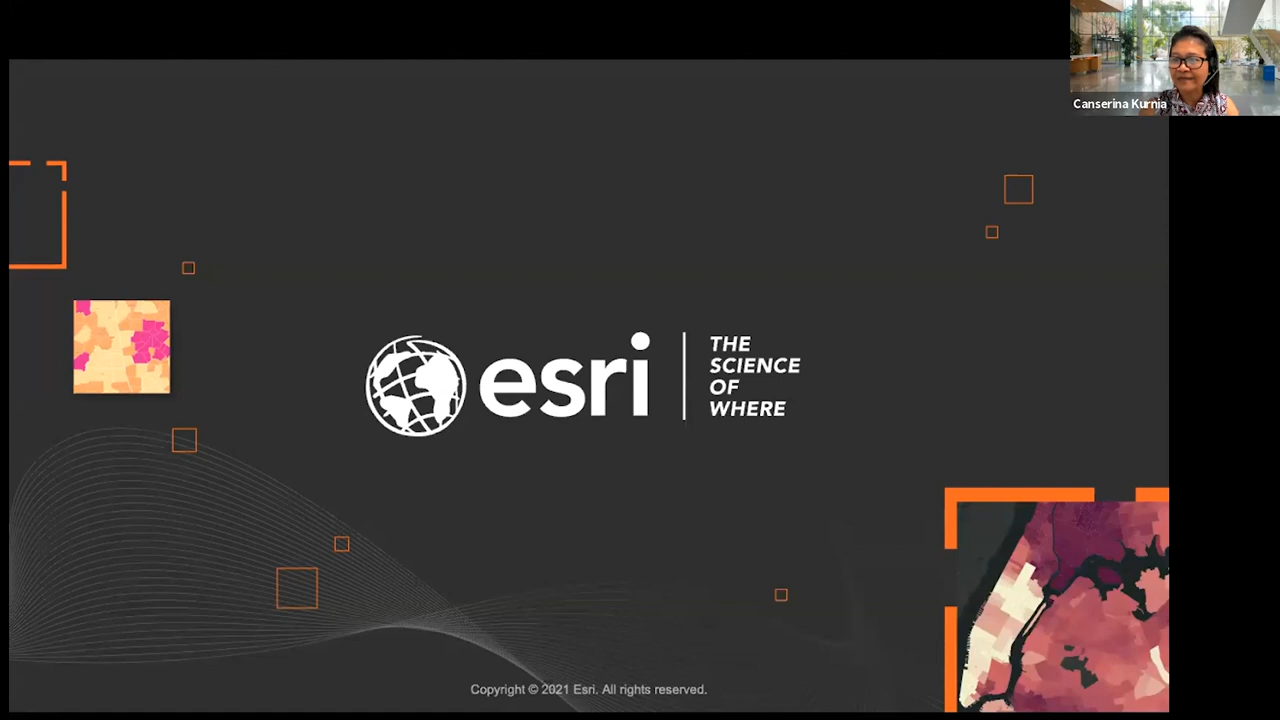 Canserina Kurnia
esri
THE
SCIENCE
OF
WHERE
Copyright © 2021 Esri. All rights reserved.